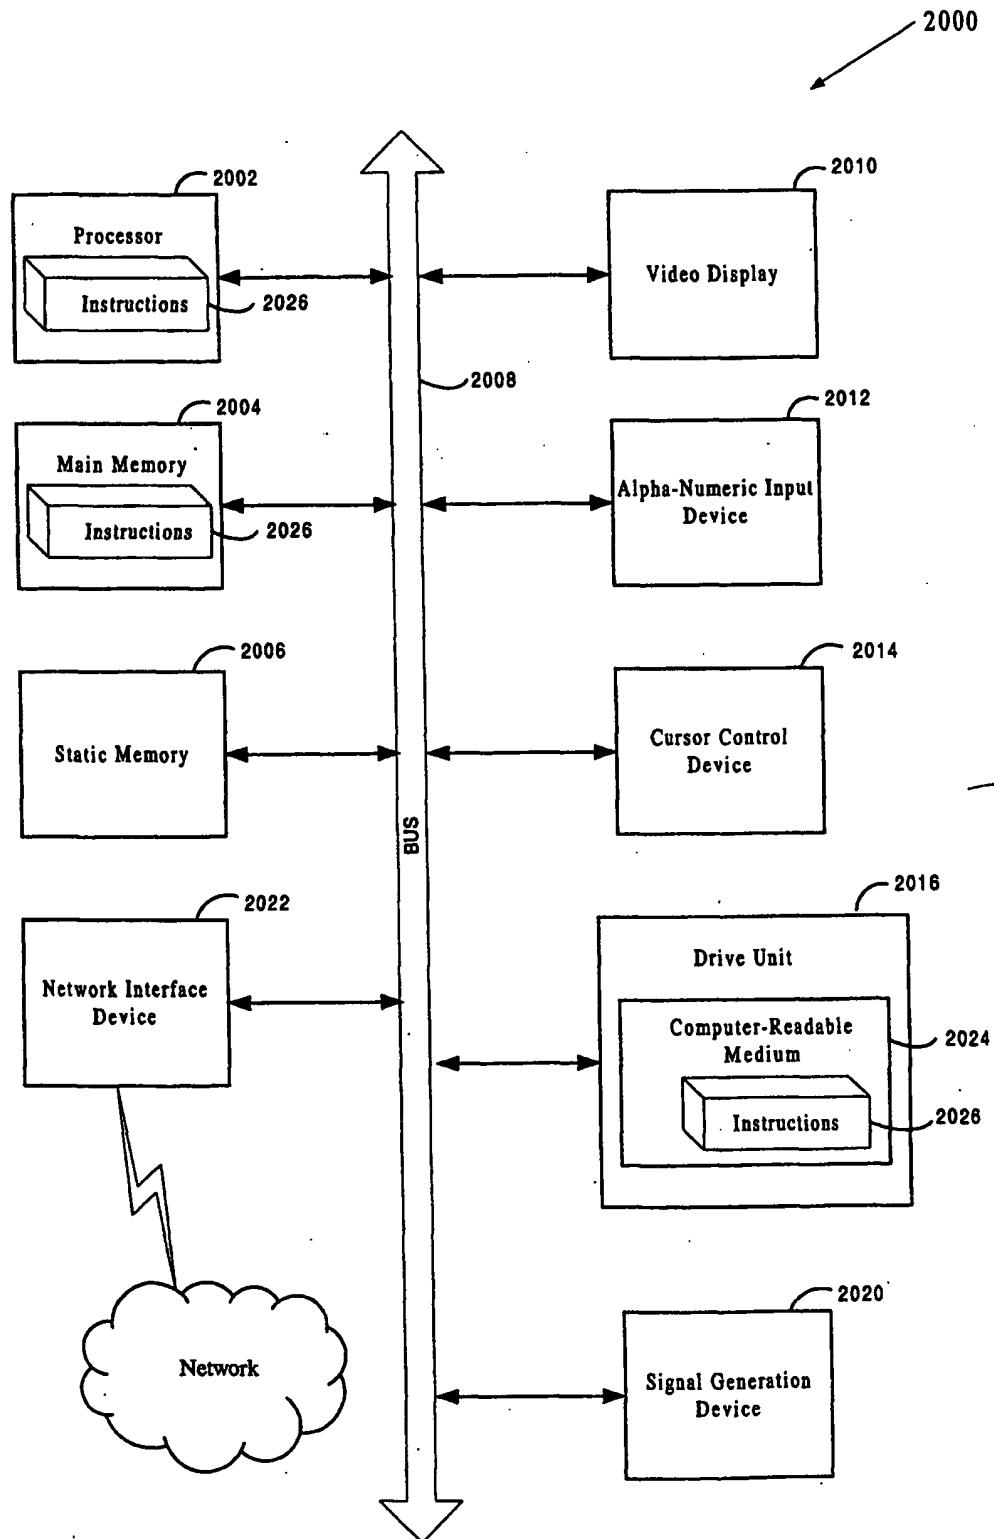 2000
2002
Processor
Instructions
2026
2010
Video Display
2008
2004
Main Memory
Instructions
2026
2012
Alpha-Numeric Input
Device
2006
Static Memory
2014
Cursor Control
Device
BUS
2022
Network Interface
Device
2016
Drive Unit
Computer-Readable
Medium
2024
Instructions
2026
Network
2020
Signal Generation
Device